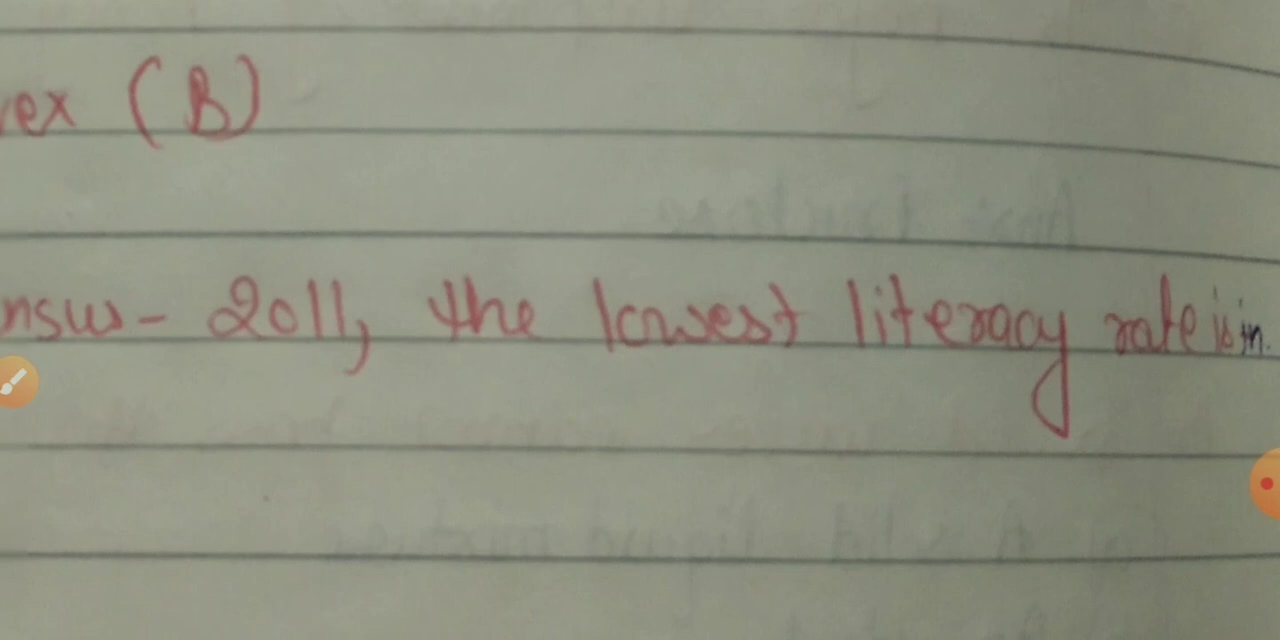 ex (B)
nsus- 2011, the lowest literacy rate is in